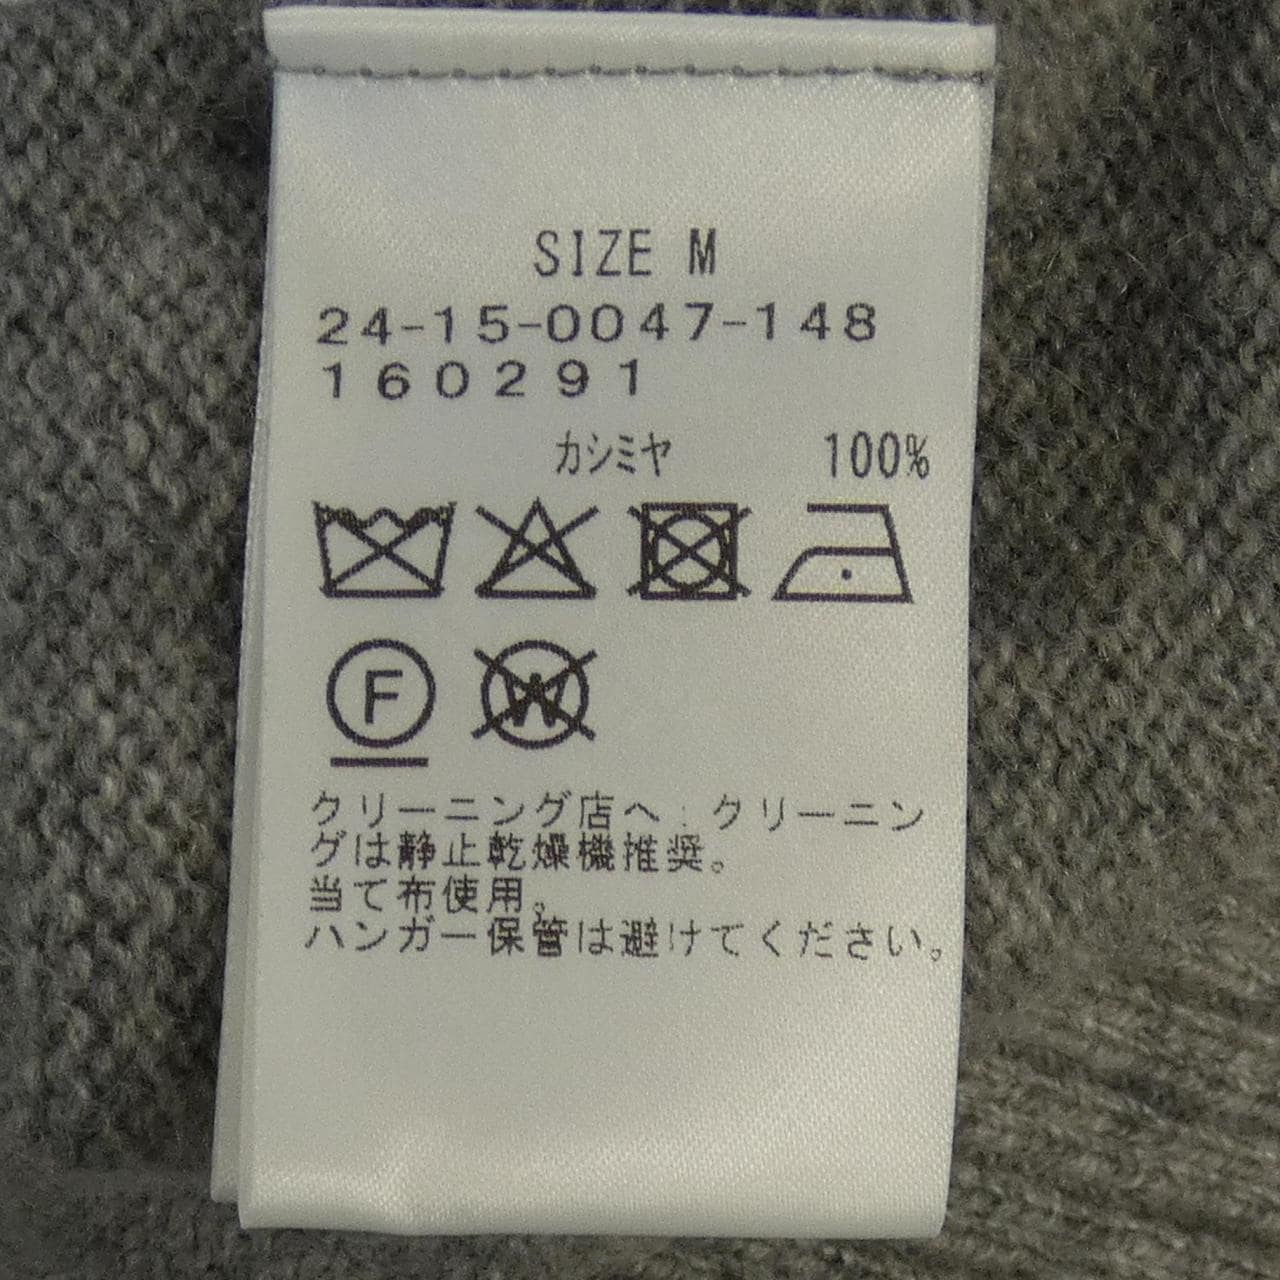 SIZE M
24-15-0047-148
160291
カシミヤ 100%
F
W
クリーニング店へ:クリーニン
グは静止乾燥機推奨。
当て布使用。
ハンガー保管は避けてください。